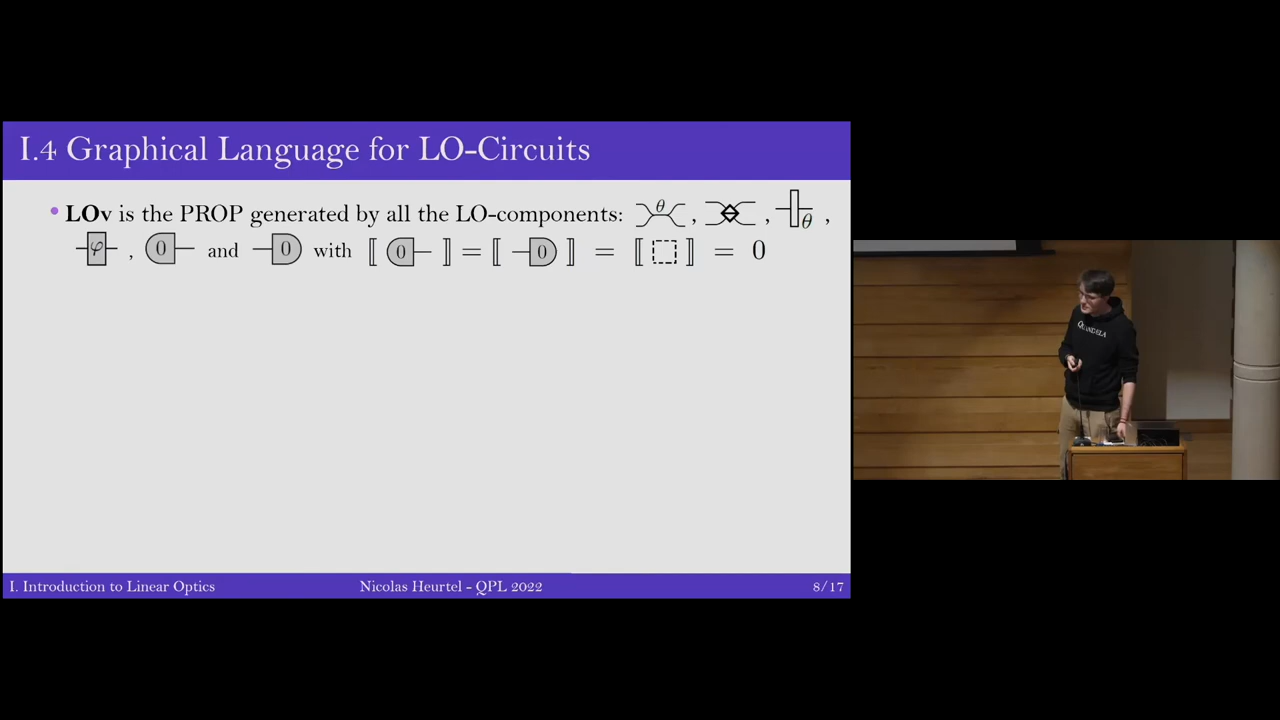 I.4 Graphical Language for LO-Circuits
• LOv is the PROP generated by all the LO-components: θ , , θ ,
φ , 0 and 0 with ⟦ 0 ⟧ = ⟦ 0 ⟧ = ⟦ ⟧ = 0
QUANDELA
I. Introduction to Linear Optics Nicolas Heurtel - QPL 2022 8/17